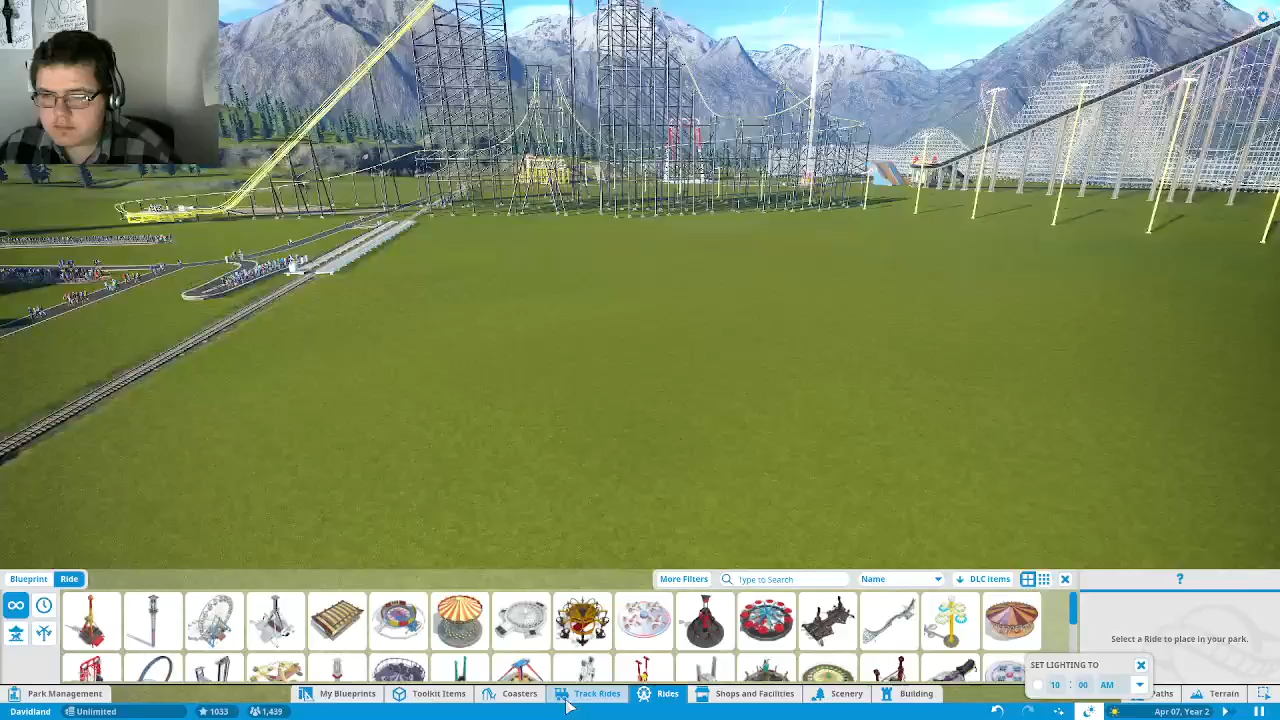 NOT
Blueprint Ride More Filters Type to Search Name DLC items ?
Select a Ride to place in your park.
SET LIGHTING TO
10 : 00 AM
Park Management My Blueprints Toolkit Items Coasters Track Rides Rides Shops and Facilities Scenery Building Paths Terrain
Davidland Unlimited 1033 1,439 Apr 07, Year 2